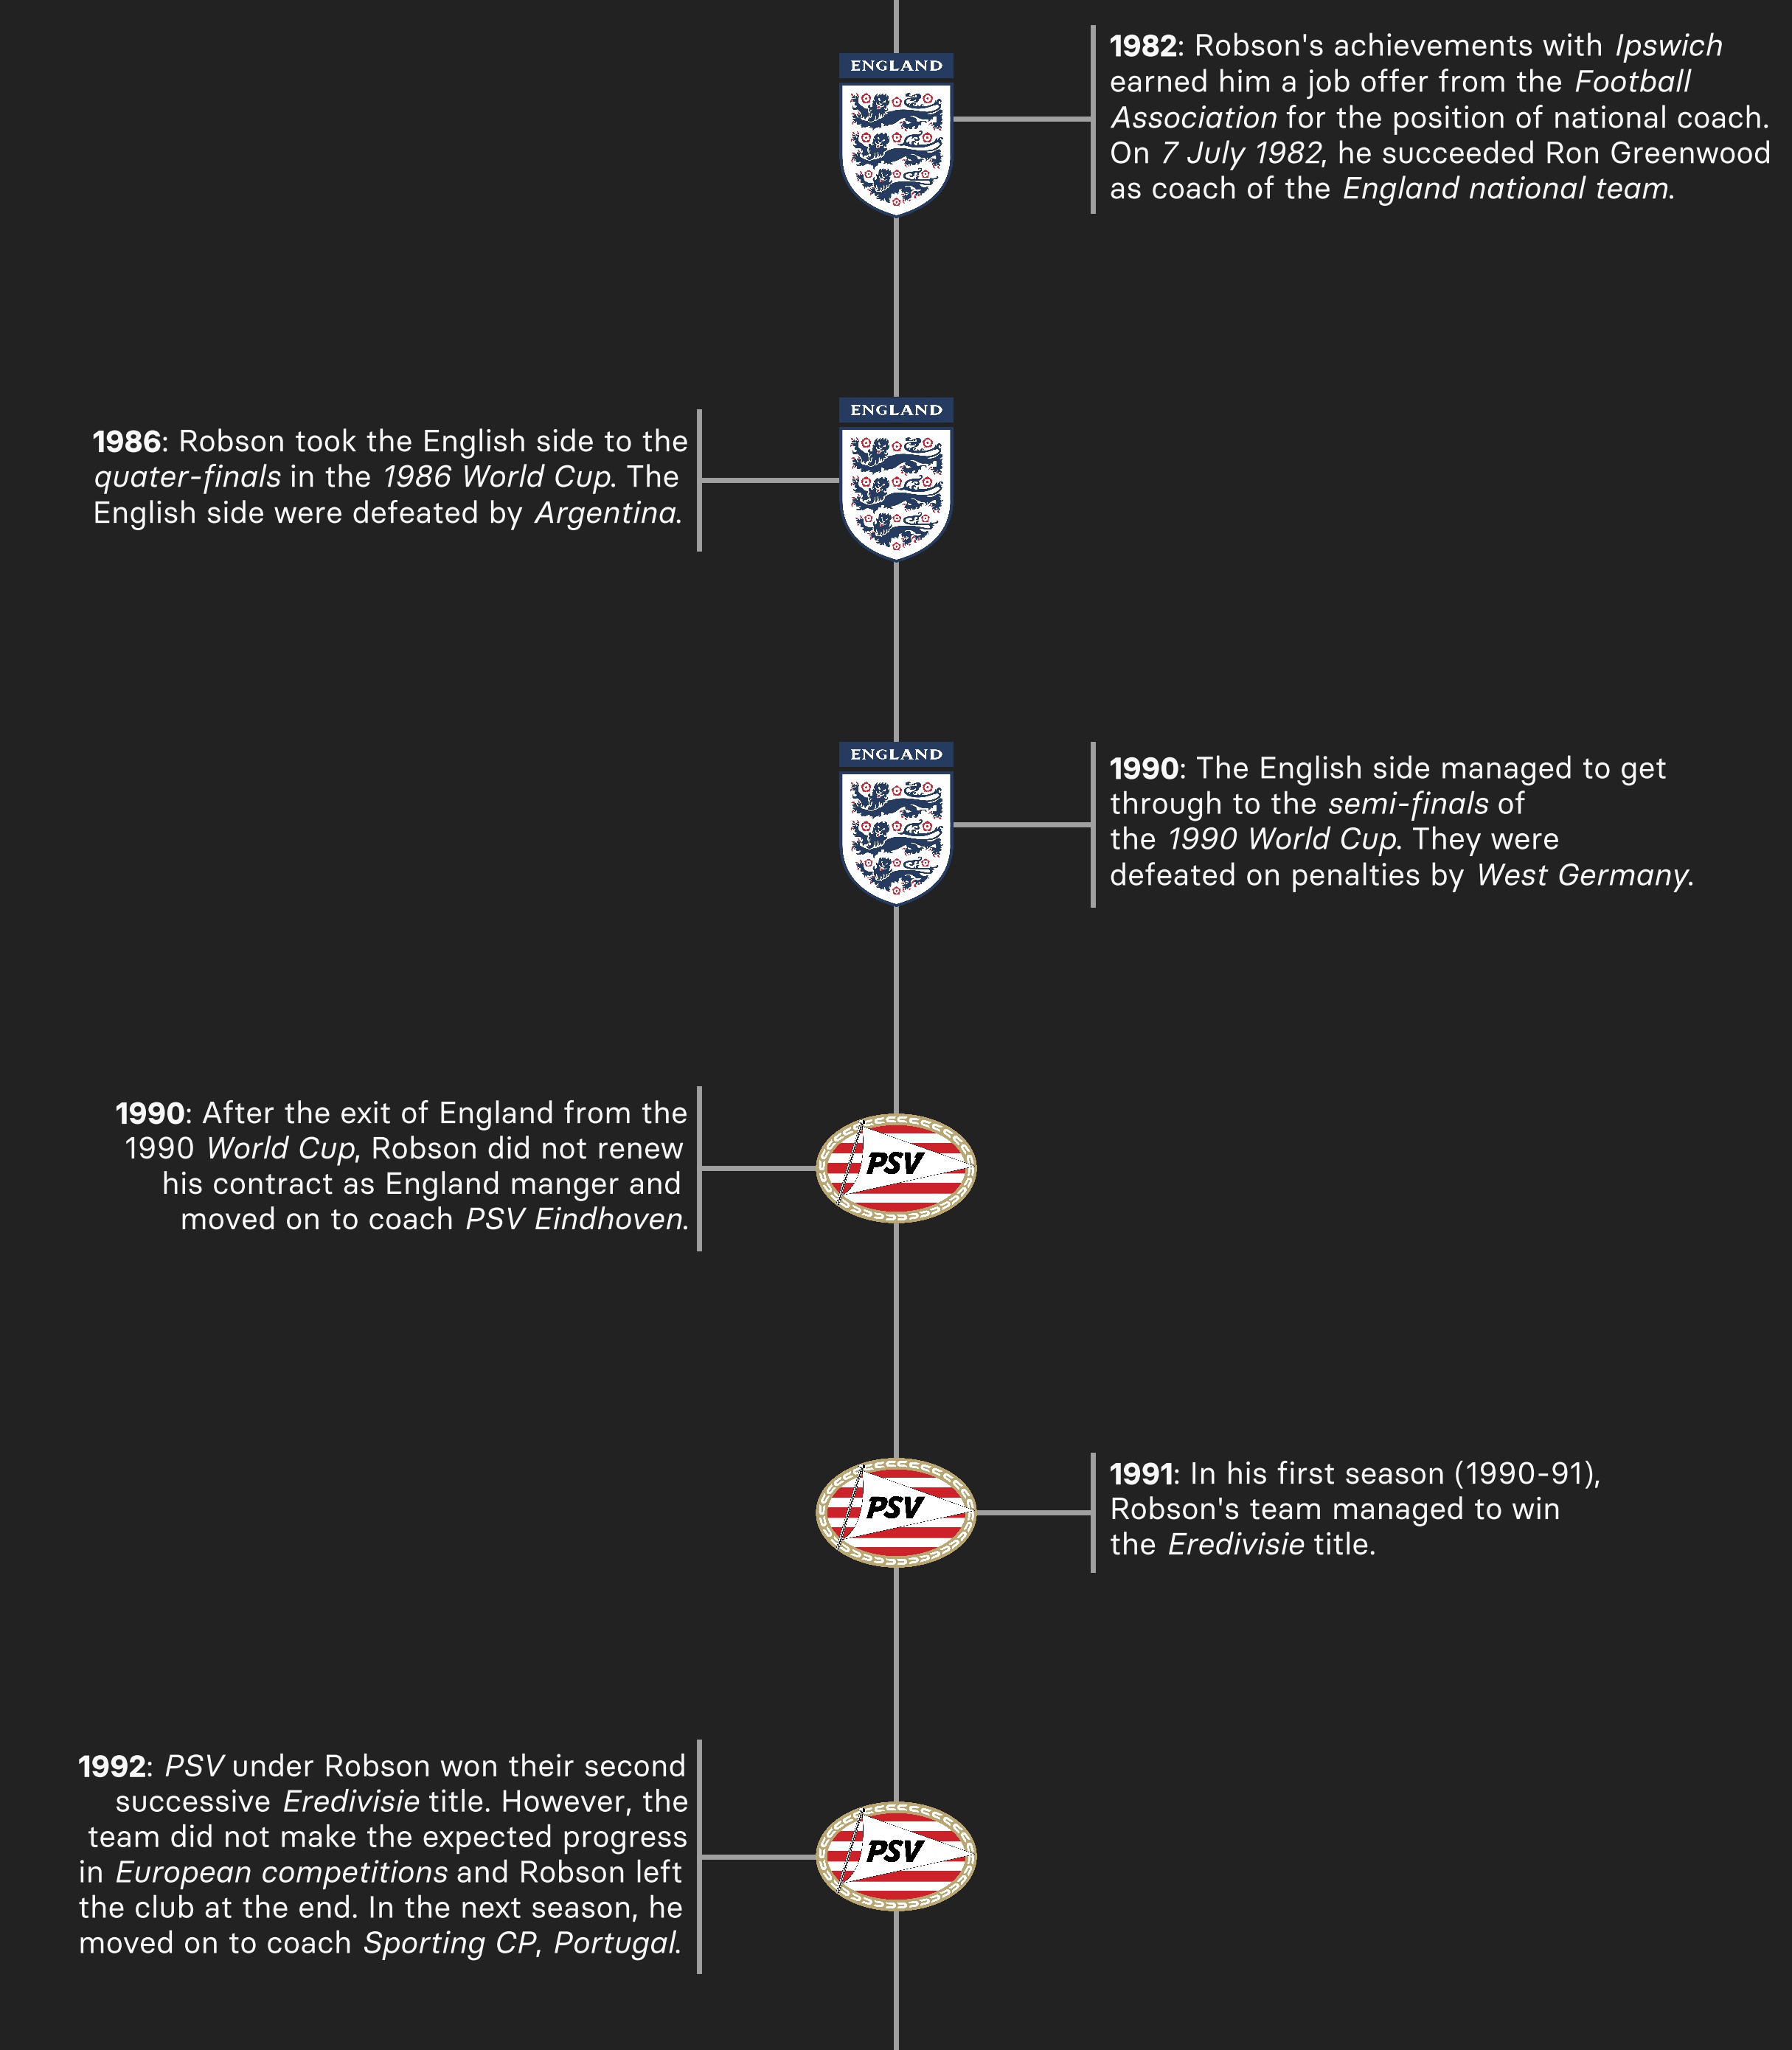 ENGLAND
1982: Robson's achievements with Ipswich
earned him a job offer from the Football
Association for the position of national coach.
On 7 July 1982, he succeeded Ron Greenwood
as coach of the England national team.
ENGLAND
1986: Robson took the English side to the
quater-finals in the 1986 World Cup. The
English side were defeated by Argentina.
ENGLAND
1990: The English side managed to get
through to the semi-finals of
the 1990 World Cup. They were
defeated on penalties by West Germany.
1990: After the exit of England from the
1990 World Cup, Robson did not renew
his contract as England manger and
moved on to coach PSV Eindhoven.
PSV
PSV
1991: In his first season (1990-91),
Robson's team managed to win
the Eredivisie title.
1992: PSV under Robson won their second
successive Eredivisie title. However, the
team did not make the expected progress
in European competitions and Robson left
the club at the end. In the next season, he
moved on to coach Sporting CP, Portugal.
PSV